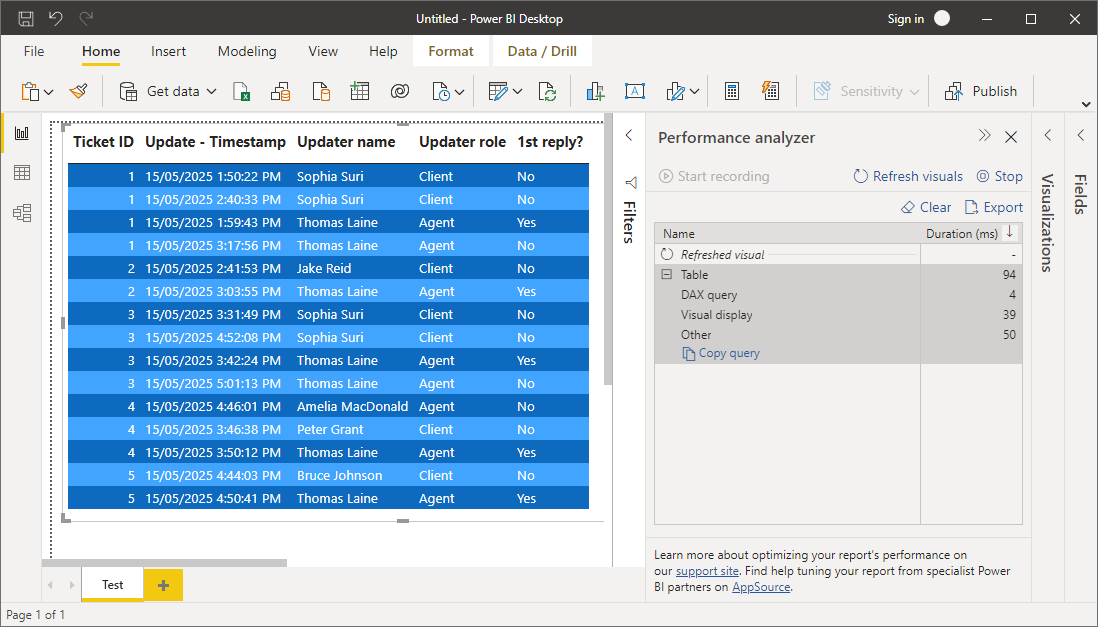 Untitled - Power BI Desktop
Sign in
File Home Insert Modeling View Help Format Data / Drill
Get data Sensitivity Publish
Ticket ID Update - Timestamp Updater name Updater role 1st reply?
1 15/05/2025 1:50:22 PM Sophia Suri Client No
1 15/05/2025 2:40:33 PM Sophia Suri Client No
1 15/05/2025 1:59:43 PM Thomas Laine Agent Yes
1 15/05/2025 3:17:56 PM Thomas Laine Agent No
2 15/05/2025 2:41:53 PM Jake Reid Client No
2 15/05/2025 3:03:55 PM Thomas Laine Agent Yes
3 15/05/2025 3:31:49 PM Sophia Suri Client No
3 15/05/2025 4:52:08 PM Sophia Suri Client No
3 15/05/2025 3:42:24 PM Thomas Laine Agent Yes
3 15/05/2025 5:01:13 PM Thomas Laine Agent No
4 15/05/2025 4:46:01 PM Amelia MacDonald Agent No
4 15/05/2025 3:46:38 PM Peter Grant Client No
4 15/05/2025 3:50:12 PM Thomas Laine Agent Yes
5 15/05/2025 4:44:03 PM Bruce Johnson Client No
5 15/05/2025 4:50:41 PM Thomas Laine Agent Yes
Filters
Performance analyzer
Start recording Refresh visuals Stop
Clear Export
Name Duration (ms)
Refreshed visual -
Table 94
DAX query 4
Visual display 39
Other 50
Copy query
Learn more about optimizing your report's performance on
our support site. Find help tuning your report from specialist Power
BI partners on AppSource.
Visualizations
Fields
Test
Page 1 of 1